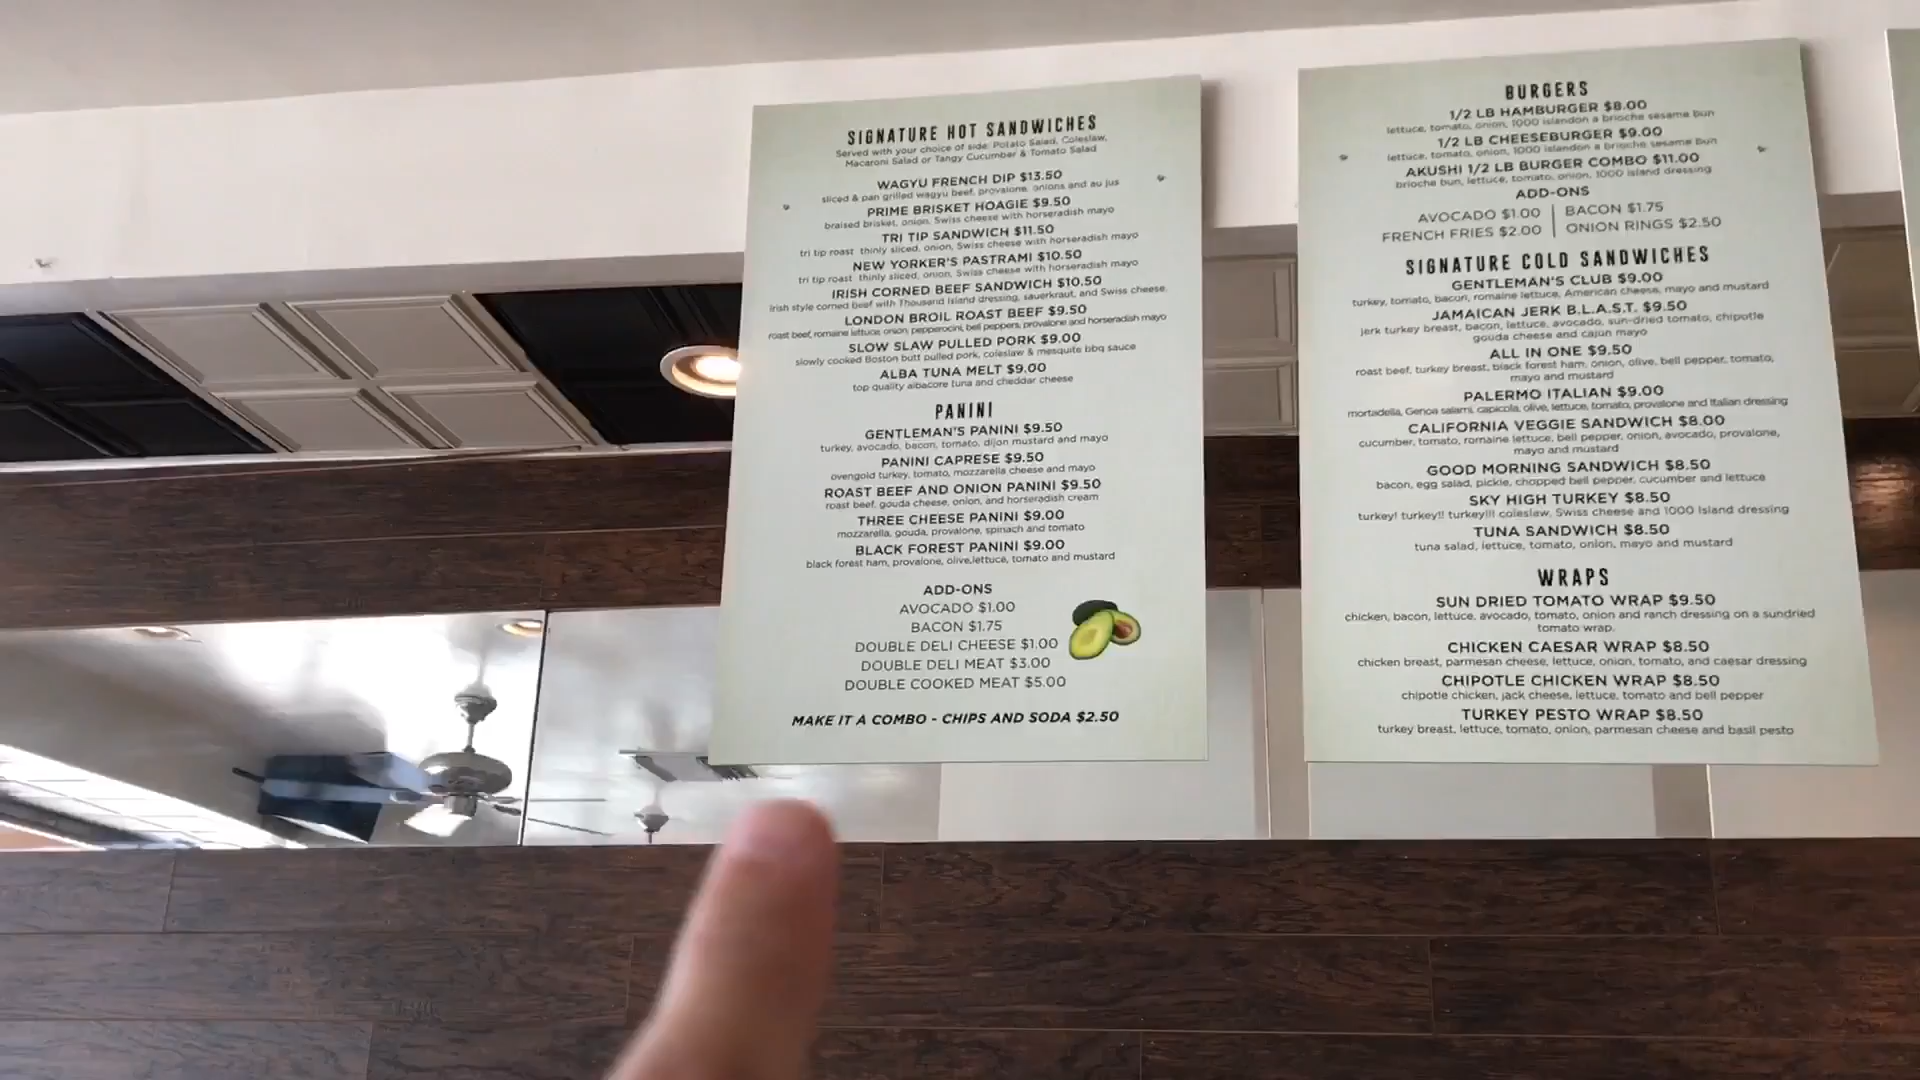 SIGNATURE HOT SANDWICHES
Served with your choice of side: Potato Salad, Coleslaw,
Macaroni Salad or Tangy Cucumber & Tomato Salad
WAGYU FRENCH DIP $13.50
sliced & pan grilled wagyu beef, provalone, onions and au jus
PRIME BRISKET HOAGIE $9.50
braised brisket, onion, Swiss cheese with horseradish mayo
TRI TIP SANDWICH $11.50
tri tip roast thinly sliced, onion, Swiss cheese with horseradish mayo
NEW YORKER'S PASTRAMI $10.50
tri tip roast thinly sliced, onion, Swiss cheese with horseradish mayo
IRISH CORNED BEEF SANDWICH $10.50
Irish style corned beef with Thousand Island dressing, sauerkraut, and Swiss cheese.
LONDON BROIL ROAST BEEF $9.50
roast beef, romaine lettuce, onion, pepperocini, bell peppers, provalone and horseradish mayo
SLOW SLAW PULLED PORK $9.00
slowly cooked Boston butt pulled pork, coleslaw & mesquite bbq sauce
ALBA TUNA MELT $9.00
top quality albacore tuna and cheddar cheese
PANINI
GENTLEMAN'S PANINI $9.50
turkey, avocado, bacon, tomato, dijon mustard and mayo
PANINI CAPRESE $9.50
ovengold turkey, tomato, mozzarella cheese and mayo
ROAST BEEF AND ONION PANINI $9.50
roast beef, gouda cheese, onion, and horseradish cream
THREE CHEESE PANINI $9.00
mozzarella, gouda, provalone, spinach and tomato
BLACK FOREST PANINI $9.00
black forest ham, provalone, olive,lettuce, tomato and mustard
ADD-ONS
AVOCADO $1.00
BACON $1.75
DOUBLE DELI CHEESE $1.00
DOUBLE DELI MEAT $3.00
DOUBLE COOKED MEAT $5.00
MAKE IT A COMBO - CHIPS AND SODA $2.50
BURGERS
1/2 LB HAMBURGER $8.00
lettuce, tomato, onion, 1000 islandon a brioche sesame bun
1/2 LB CHEESEBURGER $9.00
lettuce, tomato, onion, 1000 islandon a brioche sesame bun
AKUSHI 1/2 LB BURGER COMBO $11.00
brioche bun, lettuce, tomato, onion, 1000 island dressing
ADD-ONS
AVOCADO $1.00 | BACON $1.75
FRENCH FRIES $2.00 | ONION RINGS $2.50
SIGNATURE COLD SANDWICHES
GENTLEMAN'S CLUB $9.00
turkey, tomato, bacon, romaine lettuce, American cheese, mayo and mustard
JAMAICAN JERK B.L.A.S.T. $9.50
jerk turkey breast, bacon, lettuce, avocado, sun-dried tomato, chipotle
gouda cheese and cajun mayo
ALL IN ONE $9.50
roast beef, turkey breast, black forest ham, onion, olive, bell pepper, tomato,
mayo and mustard
PALERMO ITALIAN $9.00
mortadella, Genoa salami, capicola, olive, lettuce, tomato, provalone and Italian dressing
CALIFORNIA VEGGIE SANDWICH $8.00
cucumber, tomato, romaine lettuce, bell pepper, onion, avocado, provalone,
mayo and mustard
GOOD MORNING SANDWICH $8.50
bacon, egg salad, pickle, chopped bell pepper, cucumber and lettuce
SKY HIGH TURKEY $8.50
turkey! turkey!! turkey!!! coleslaw, Swiss cheese and 1000 Island dressing
TUNA SANDWICH $8.50
tuna salad, lettuce, tomato, onion, mayo and mustard
WRAPS
SUN DRIED TOMATO WRAP $9.50
chicken, bacon, lettuce, avocado, tomato, onion and ranch dressing on a sundried
tomato wrap.
CHICKEN CAESAR WRAP $8.50
chicken breast, parmesan cheese, lettuce, onion, tomato, and caesar dressing
CHIPOTLE CHICKEN WRAP $8.50
chipotle chicken, jack cheese, lettuce, tomato and bell pepper
TURKEY PESTO WRAP $8.50
turkey breast, lettuce, tomato, onion, parmesan cheese and basil pesto